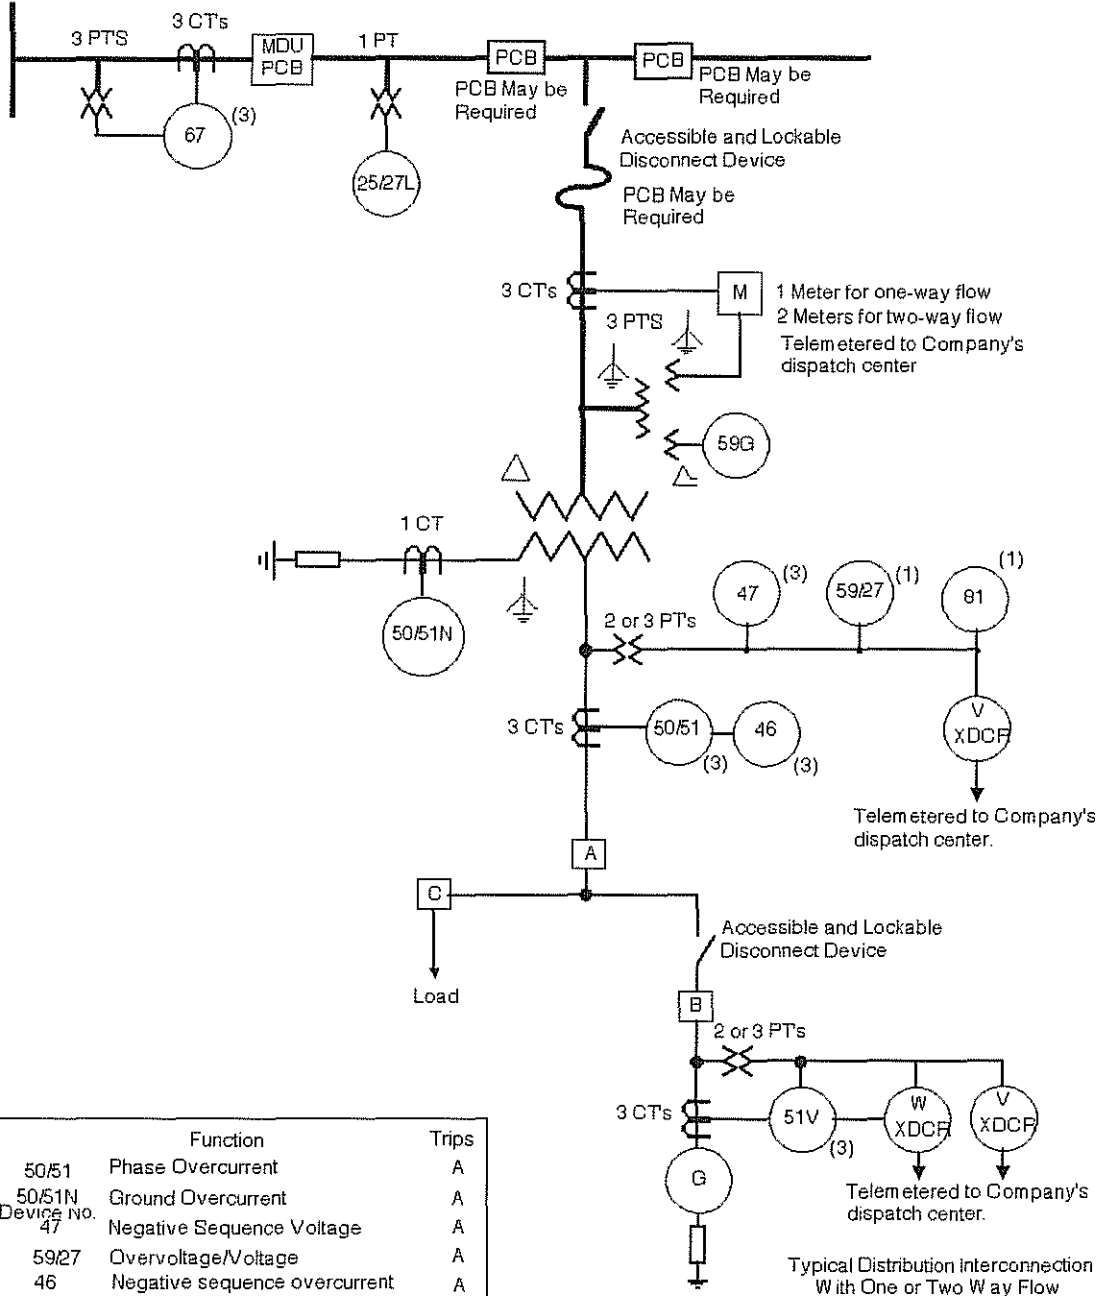 3 CT's
3 PT'S
MDU
PCB
1 PT
PCB
PCB May be
Required
PCB
PCB May be
Required
67
(3)
25/27L
Accessible and Lockable
Disconnect Device
PCB May be
Required
3 CT's
M
1 Meter for one-way flow
2 Meters for two-way flow
Telemetered to Company's
dispatch center
3 PT'S
59G
1 CT
50/51N
2 or 3 PT's
47
(3)
59/27
(1)
81
(1)
3 CT's
50/51
(3)
46
(3)
V
XDCR
Telemetered to Company's
dispatch center.
A
C
Load
Accessible and Lockable
Disconnect Device
B
2 or 3 PT's
3 CT's
51V
(3)
W
XDCR
V
XDCR
G
Telemetered to Company's
dispatch center.
Typical Distribution Interconnection
With One or Two Way Flow
Device No. Function Trips
50/51 Phase Overcurrent A
50/51N Ground Overcurrent A
47 Negative Sequence Voltage A
59/27 Overvoltage/Voltage A
46 Negative sequence overcurrent A